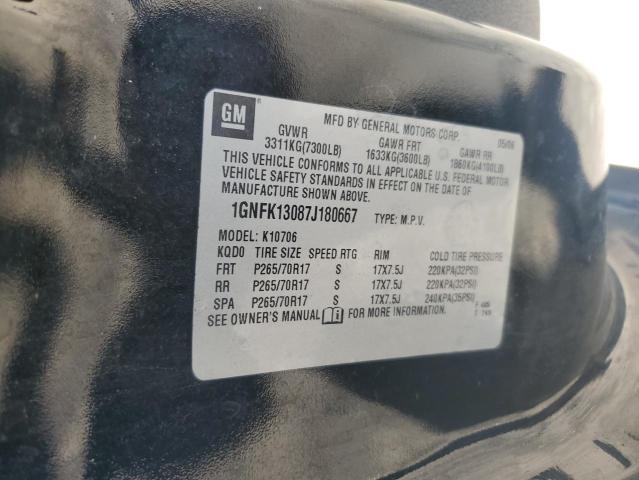 GM ®
MFD BY GENERAL MOTORS CORP. 05/06
GVWR GAWR FRT GAWR RR
3311KG(7300LB) 1633KG(3600LB) 1860KG(4100LB)
THIS VEHICLE CONFORMS TO ALL APPLICABLE U.S. FEDERAL MOTOR
VEHICLE SAFETY STANDARDS IN EFFECT ON THE DATE OF
MANUFACTURE SHOWN ABOVE.
1GNFK13087J180667 TYPE: M.P.V.
MODEL: K10706
KQDO TIRE SIZE SPEED RTG RIM COLD TIRE PRESSURE
FRT P265/70R17 S 17X7.5J 220KPA(32PSI)
RR P265/70R17 S 17X7.5J 220KPA(32PSI)
SPA P265/70R17 S 17X7.5J 240KPA(35PSI)
SEE OWNER'S MANUAL FOR MORE INFORMATION.